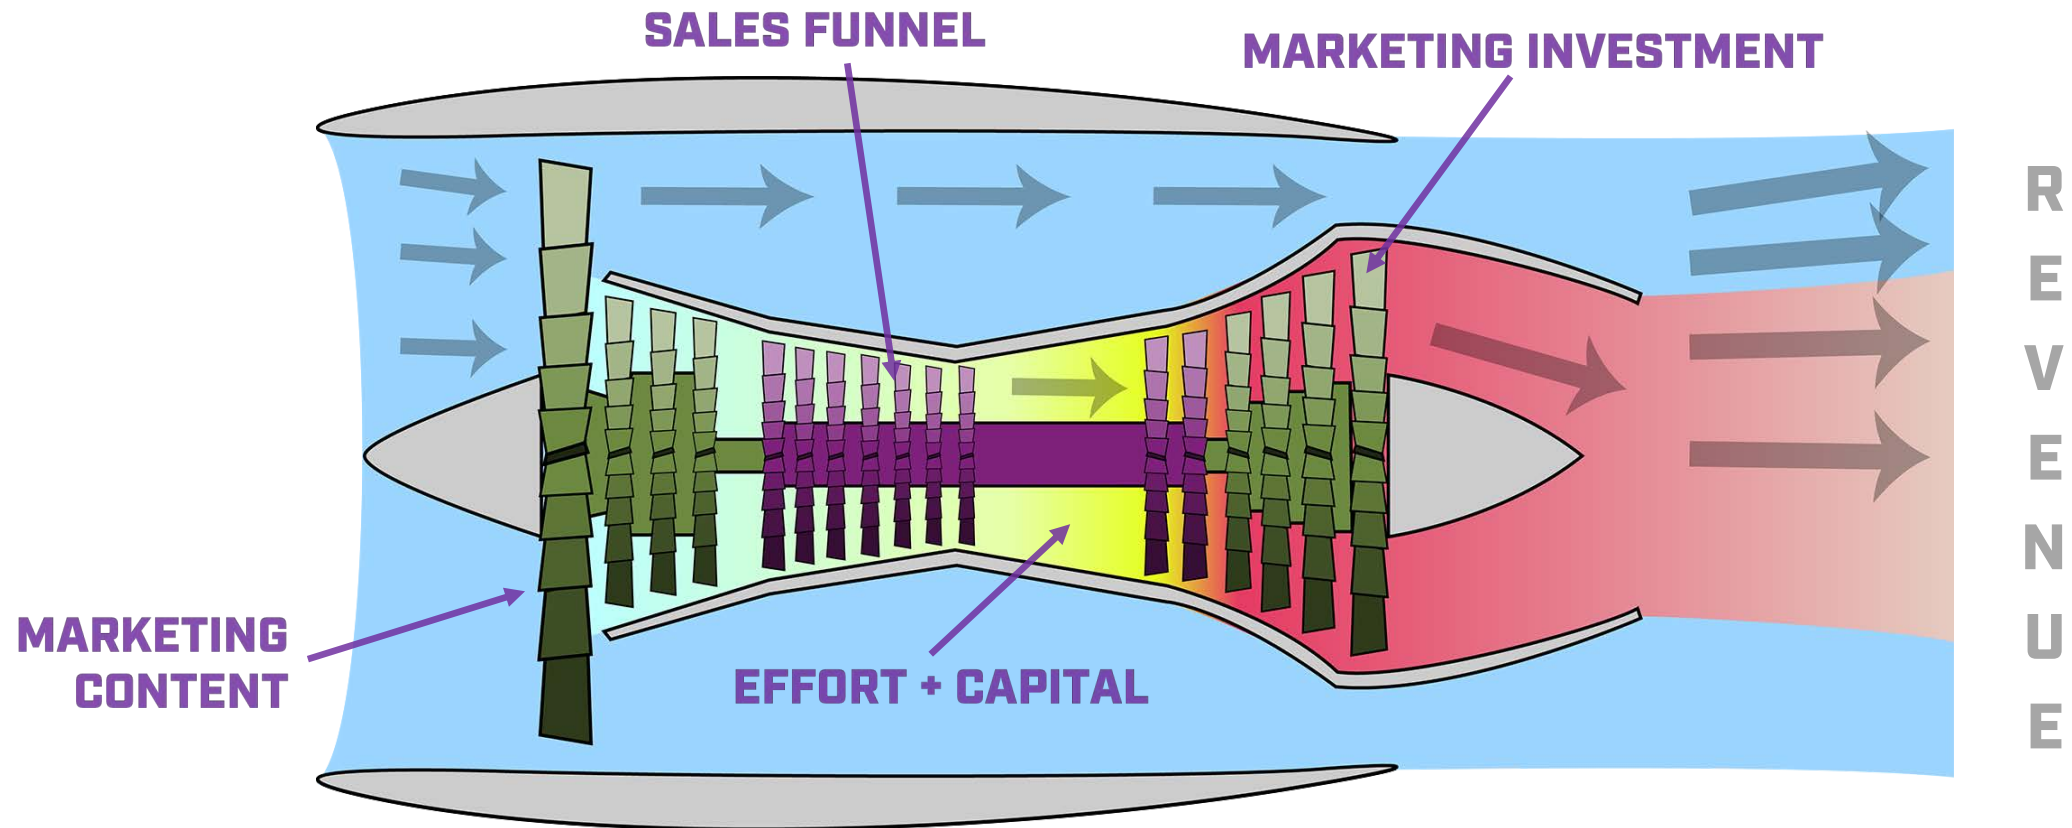 SALES FUNNEL
MARKETING INVESTMENT
MARKETING
CONTENT
EFFORT + CAPITAL
R
E
V
E
N
U
E